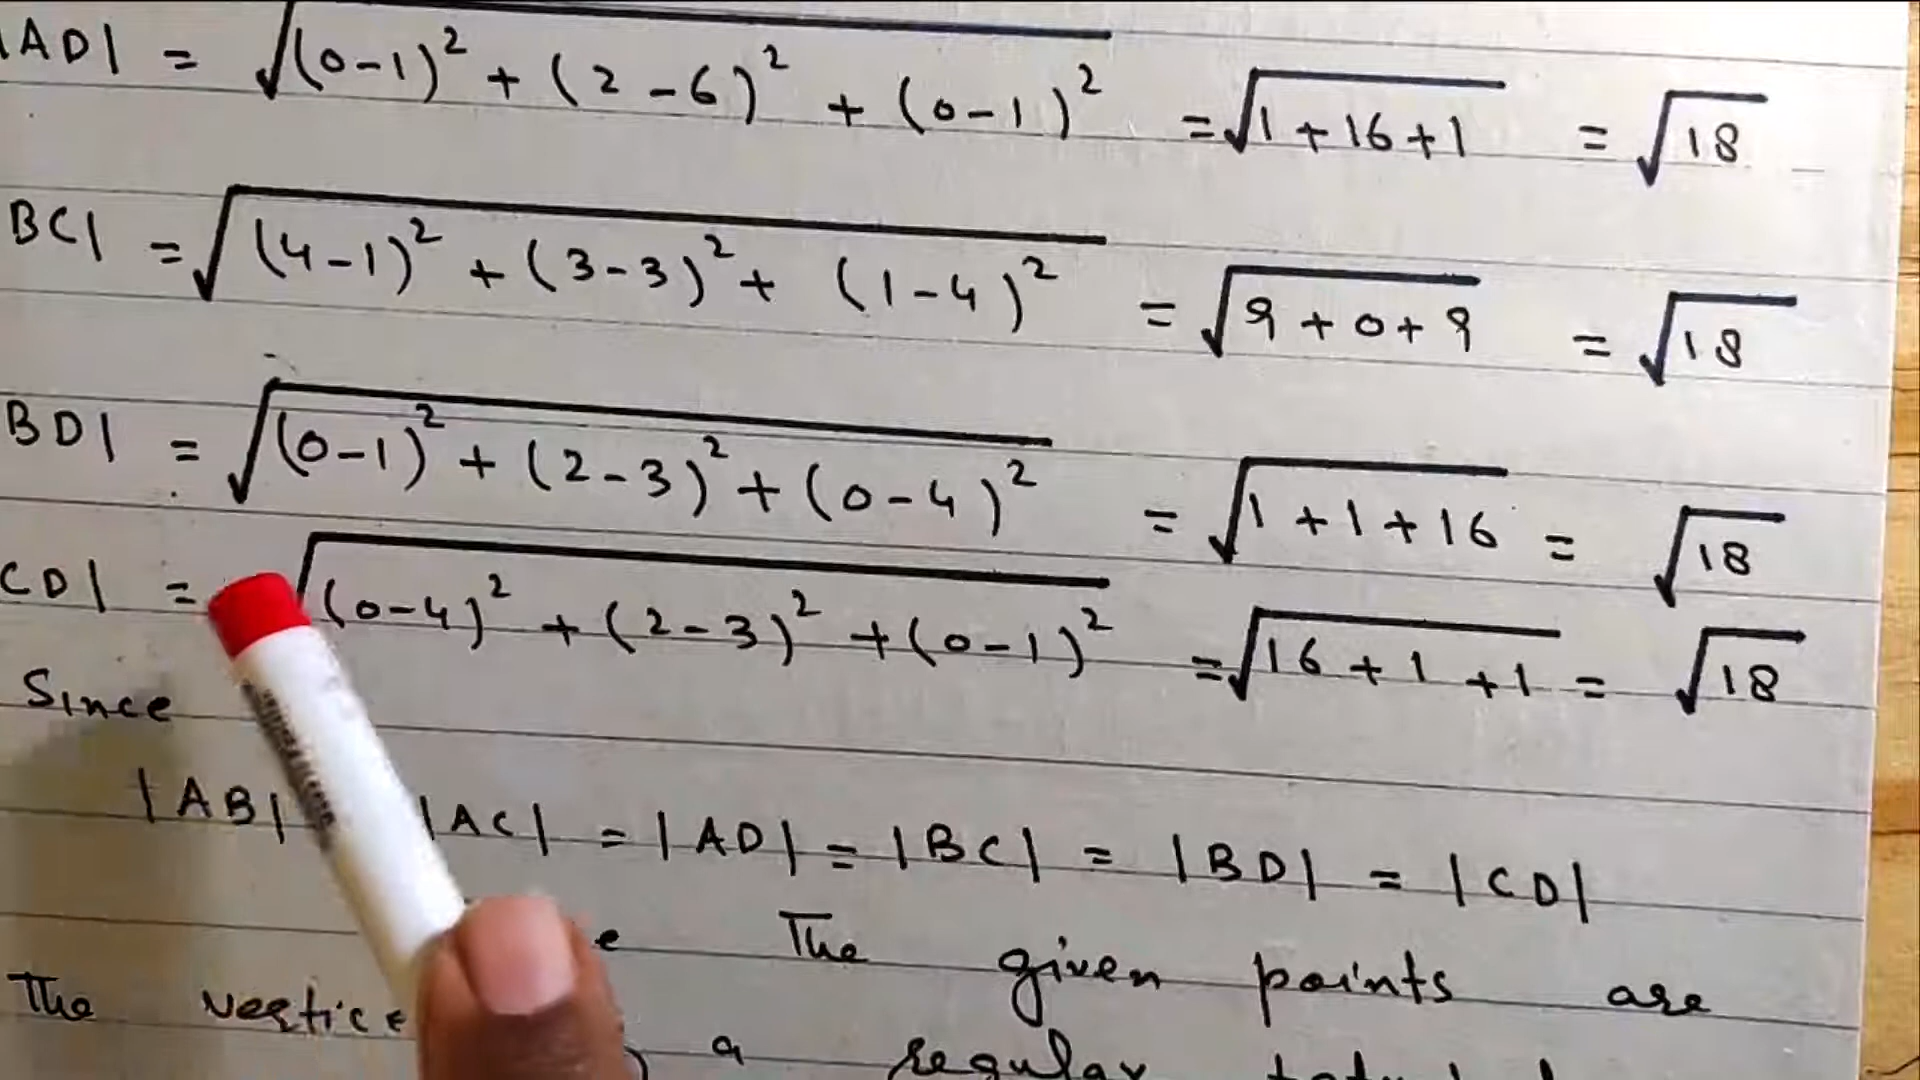 |AD| = √(0-1)² + (2-6)² + (0-1)² = √1+16+1 = √18
BC| = √(4-1)² + (3-3)² + (1-4)² = √9+0+9 = √18
BD| = √(0-1)² + (2-3)² + (0-4)² = √1+1+16 = √18
CD| = √(0-4)² + (2-3)² + (0-1)² = √16+1+1 = √18
Since
|AB| |AC| = |AD| = |BC| = |BD| = |CD|
The given points are
The a regular